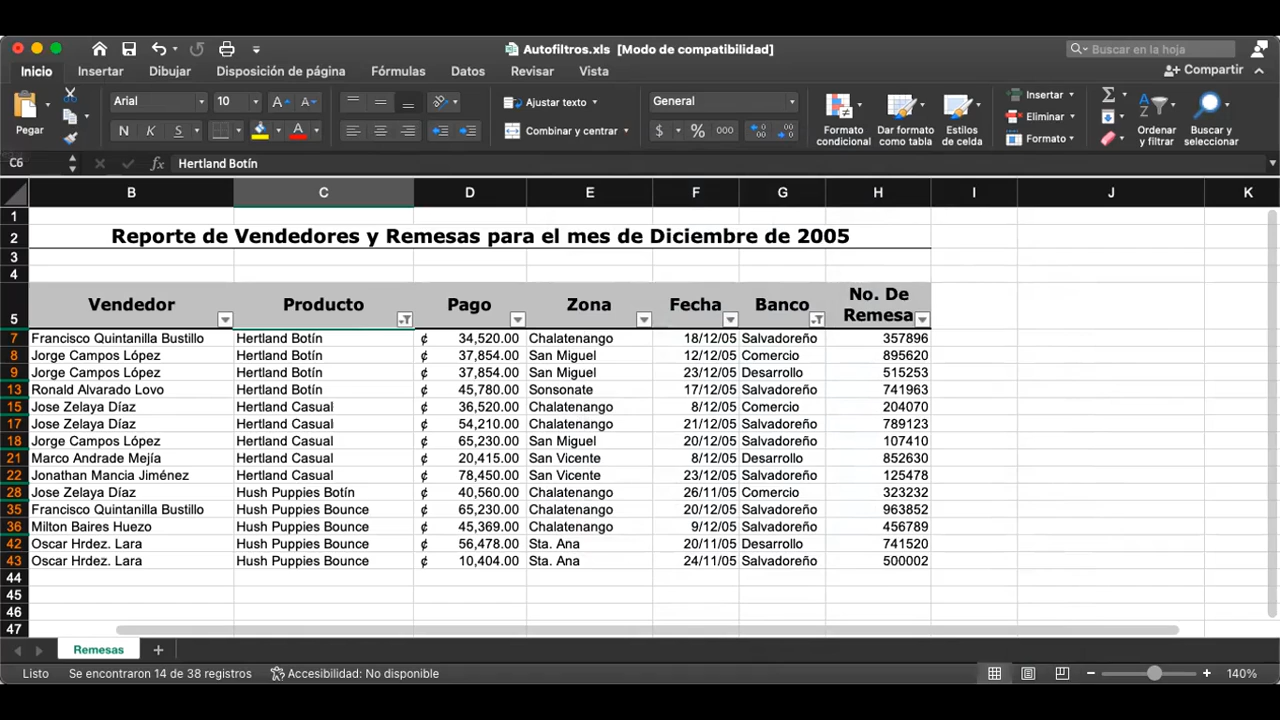 Autofiltros.xls [Modo de compatibilidad]
Buscar en la hoja
Inicio Insertar Dibujar Disposición de página Fórmulas Datos Revisar Vista
Compartir
Pegar
Arial 10 A A
N K S A
Ajustar texto
Combinar y centrar
General
$ % 000
Formato condicional
Dar formato como tabla
Estilos de celda
Insertar
Eliminar
Formato
Ordenar y filtrar
Buscar y seleccionar
C6 fx Hertland Botín
B C D E F G H I J K
1
2 Reporte de Vendedores y Remesas para el mes de Diciembre de 2005
3
4
5 Vendedor Producto Pago Zona Fecha Banco No. De Remesa
7 Francisco Quintanilla Bustillo Hertland Botín ₡ 34,520.00 Chalatenango 18/12/05 Salvadoreño 357896
8 Jorge Campos López Hertland Botín ₡ 37,854.00 San Miguel 12/12/05 Comercio 895620
9 Jorge Campos López Hertland Botín ₡ 37,854.00 San Miguel 23/12/05 Desarrollo 515253
13 Ronald Alvarado Lovo Hertland Botín ₡ 45,780.00 Sonsonate 17/12/05 Salvadoreño 741963
15 Jose Zelaya Díaz Hertland Casual ₡ 36,520.00 Chalatenango 8/12/05 Comercio 204070
17 Jose Zelaya Díaz Hertland Casual ₡ 54,210.00 Chalatenango 21/12/05 Salvadoreño 789123
18 Jorge Campos López Hertland Casual ₡ 65,230.00 San Miguel 20/12/05 Salvadoreño 107410
21 Marco Andrade Mejía Hertland Casual ₡ 20,415.00 San Vicente 8/12/05 Desarrollo 852630
22 Jonathan Mancia Jiménez Hertland Casual ₡ 78,450.00 San Vicente 23/12/05 Salvadoreño 125478
28 Jose Zelaya Díaz Hush Puppies Botín ₡ 40,560.00 Chalatenango 26/11/05 Comercio 323232
35 Francisco Quintanilla Bustillo Hush Puppies Bounce ₡ 65,230.00 Chalatenango 20/12/05 Salvadoreño 963852
36 Milton Baires Huezo Hush Puppies Bounce ₡ 45,369.00 Chalatenango 9/12/05 Salvadoreño 456789
42 Oscar Hrdez. Lara Hush Puppies Bounce ₡ 56,478.00 Sta. Ana 20/11/05 Desarrollo 741520
43 Oscar Hrdez. Lara Hush Puppies Bounce ₡ 10,404.00 Sta. Ana 24/11/05 Salvadoreño 500002
44
45
46
47
Remesas
Listo Se encontraron 14 de 38 registros Accesibilidad: No disponible 140%